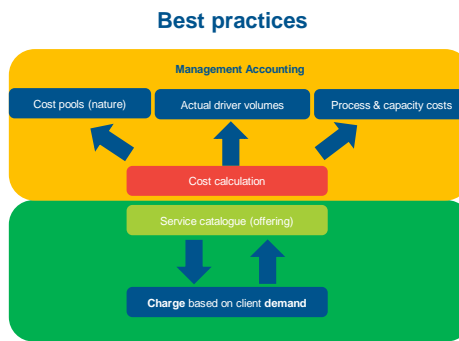 Best practices
Management Accounting
Cost pools (nature)
Actual driver volumes
Process & capacity costs
Cost calculation
Service catalogue (offering)
Charge based on client demand